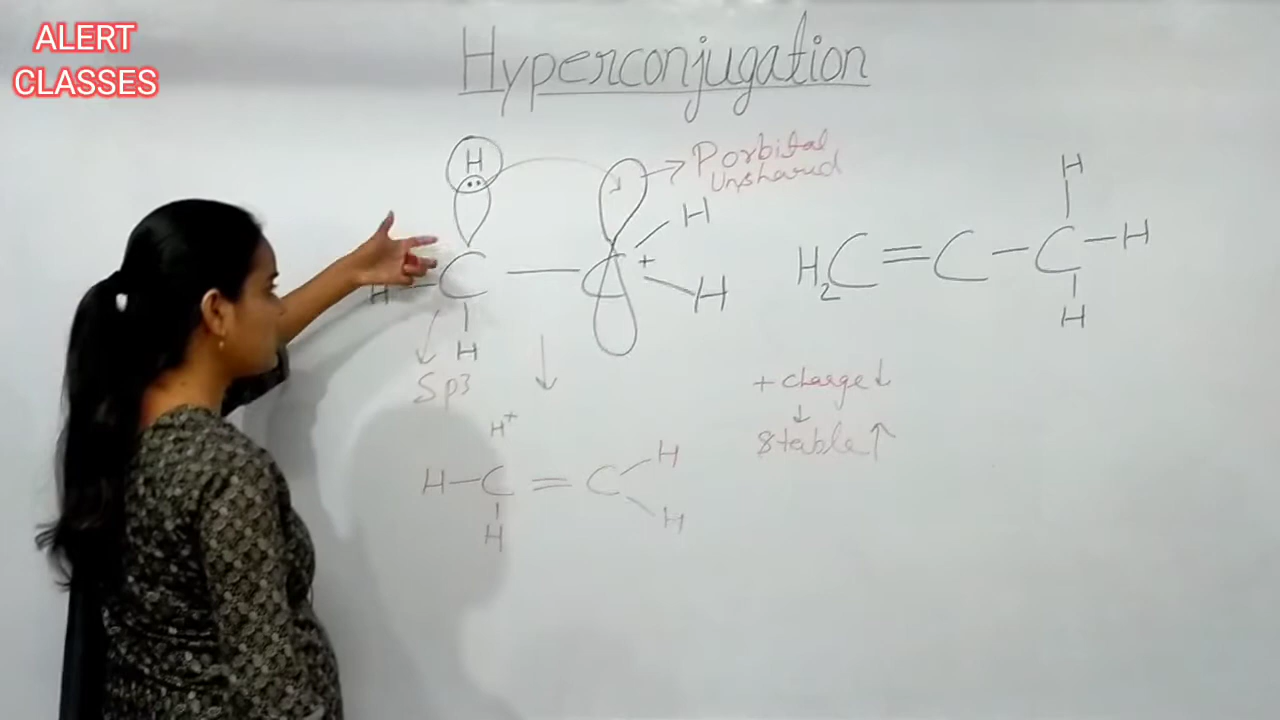 ALERT
CLASSES
Hyperconjugation
H
P orbital
Unshared
H
H
H
C
C
+
H
H₂C = C - C - H
H
H
Sp3
+ charge ↓
↓
Stable ↑
H+
H - C = C
H
H
H